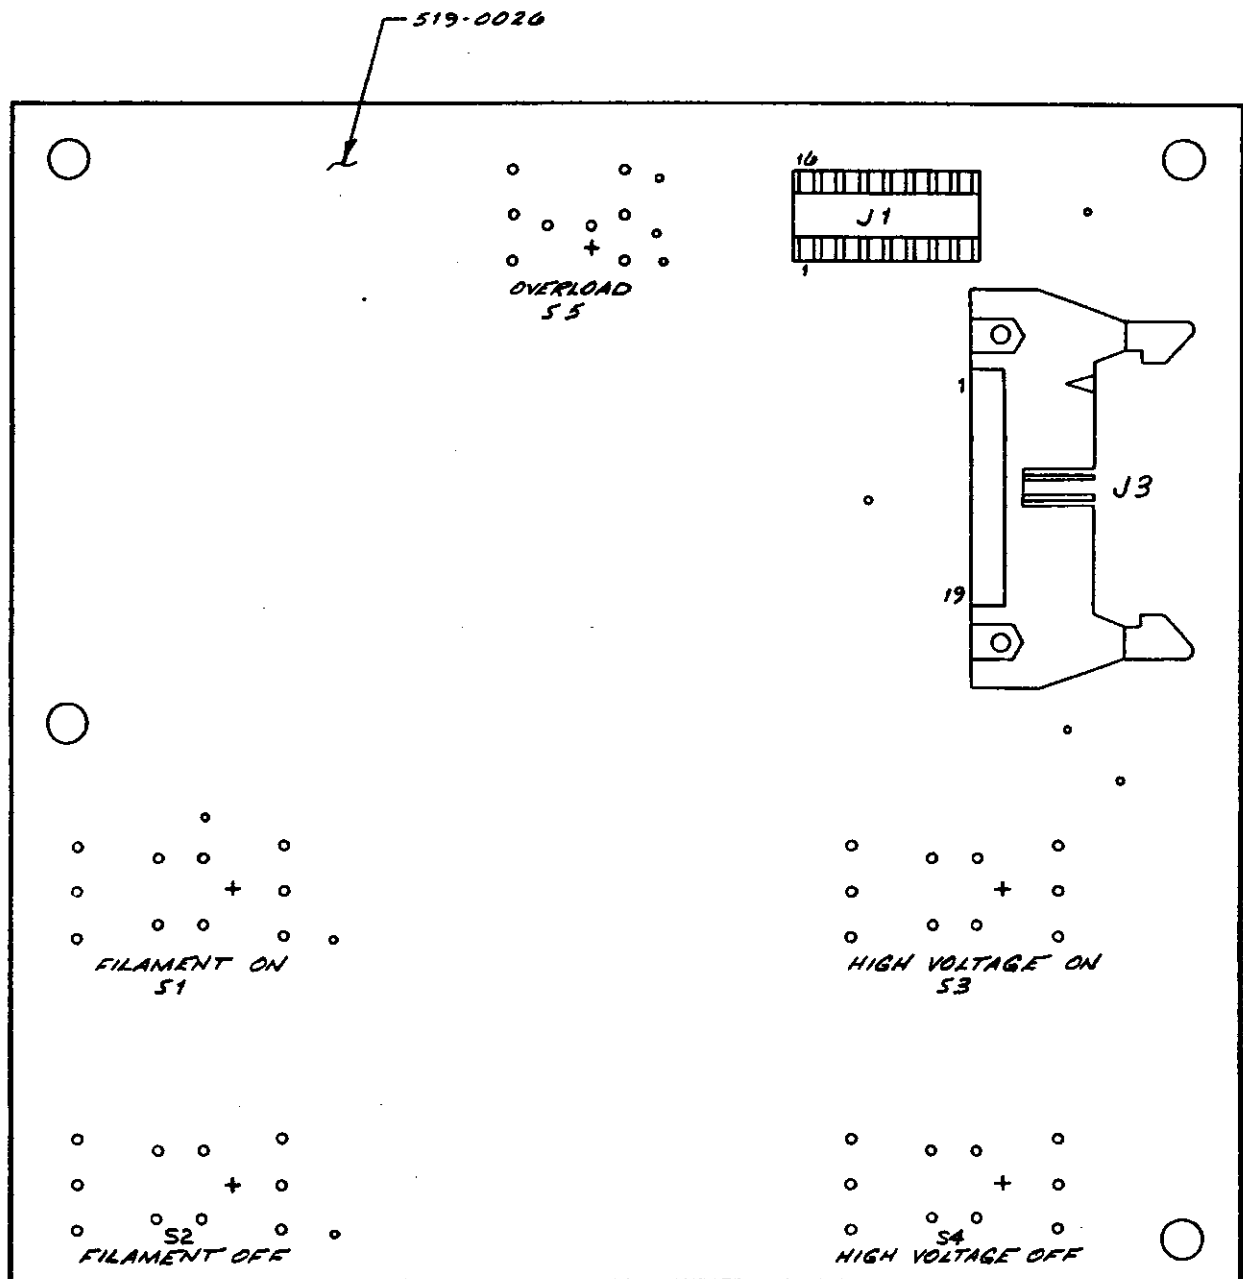 519-0026
16
J1
1
OVERLOAD
S5
1
J3
19
FILAMENT ON
S1
HIGH VOLTAGE ON
S3
S2
FILAMENT OFF
S4
HIGH VOLTAGE OFF